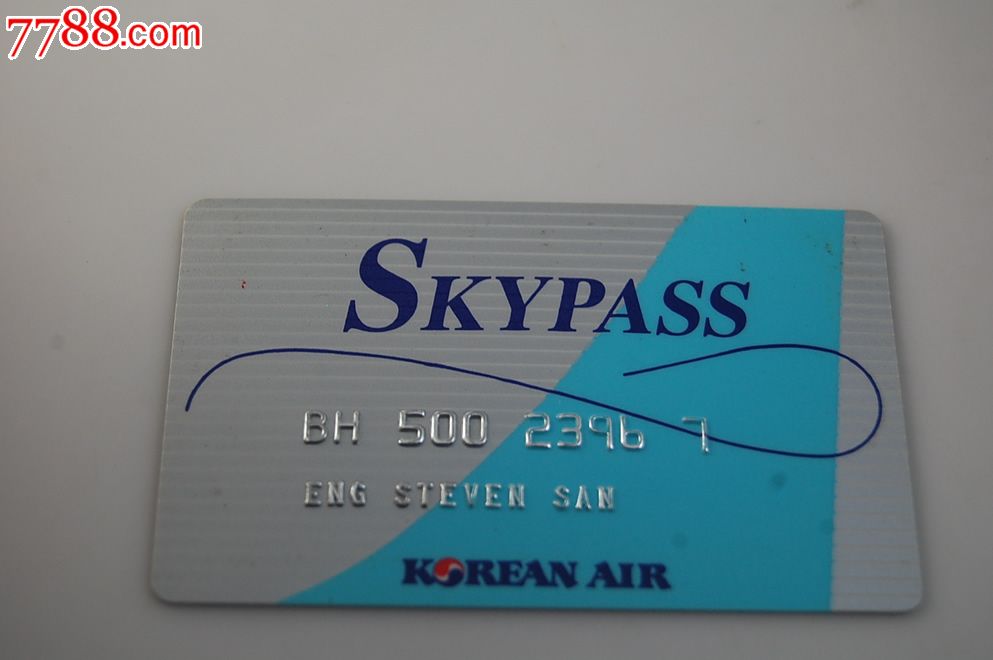 7788.com
SKYPASS
BH 500 2396 7
ENG STEVEN SAN
KOREAN AIR